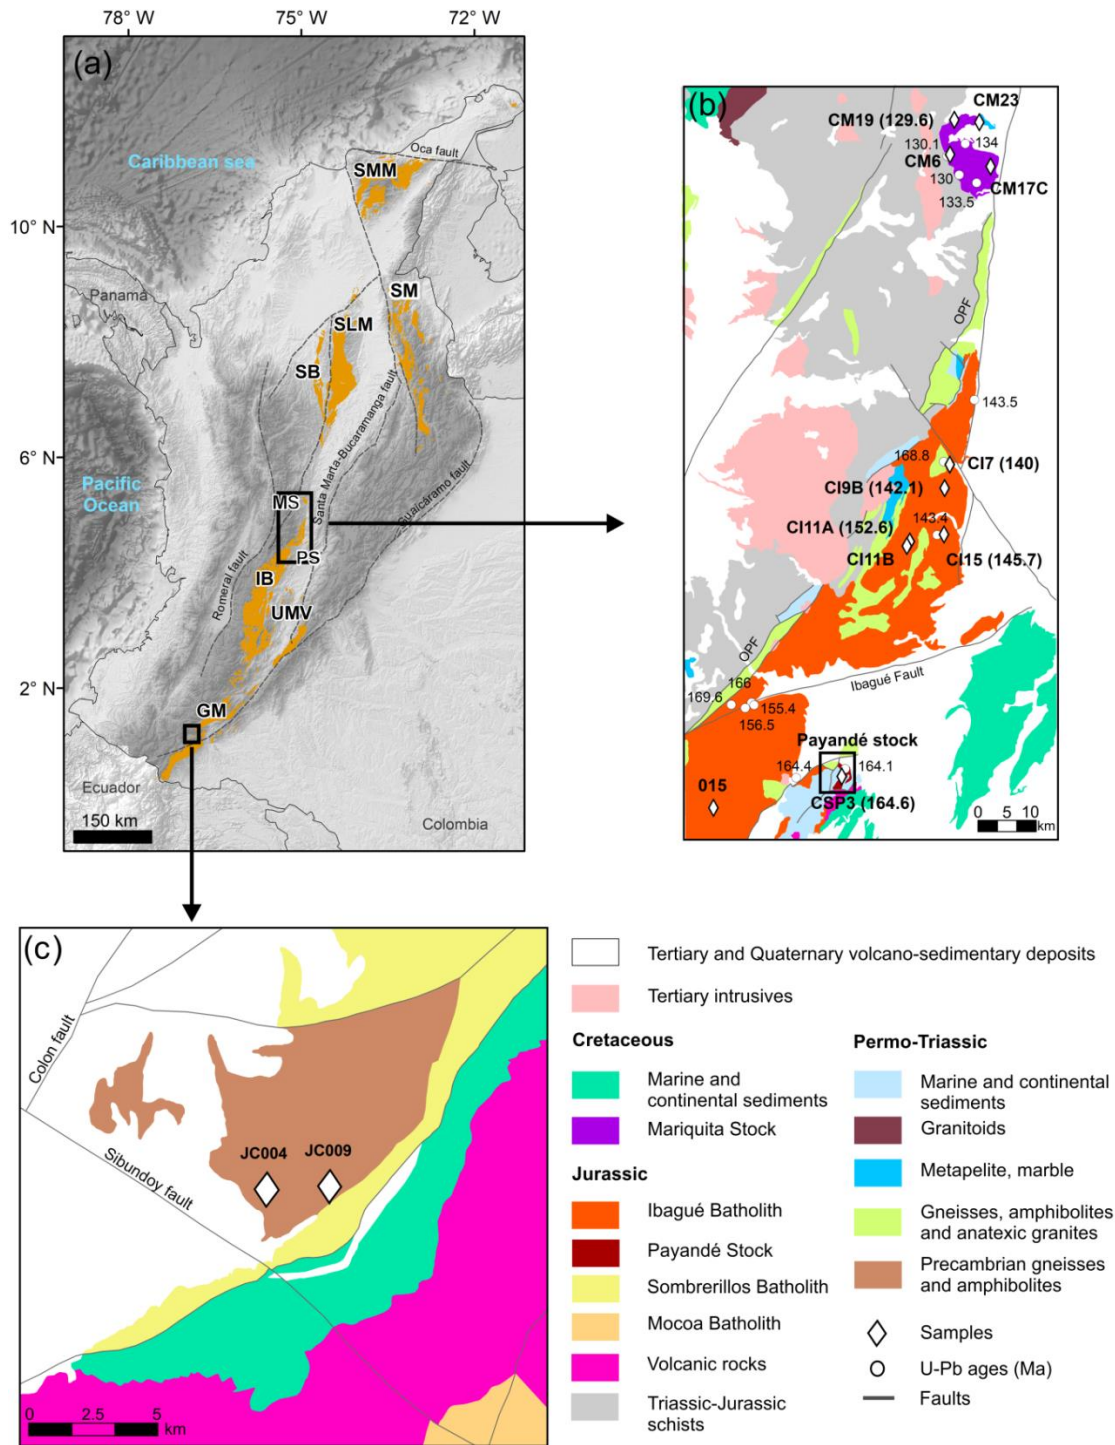 78° W
75° W
72° W
(a)
Caribbean sea
Oca fault
SMM
10° N
Panamá
SM
SLM
SB
Santa Marta-Bucaramanga fault
Guaicáramo fault
6° N
Pacific
Ocean
MS
PS
Romeral fault
IB
UMV
2° N
GM
Ecuador
150 km
Colombia
(b)
CM23
CM19 (129.6)
130.1
134
CM6
130
CM17C
133.5
OPF
143.5
168.8
CI7 (140)
CI9B (142.1)
143.4
CI11A (152.6)
CI11B
CI15 (145.7)
OPF
166
Ibagué Fault
169.6
155.4
156.5
Payandé stock
164.4
164.1
015
CSP3 (164.6)
0 5 10
km
(c)
Colon fault
JC004
JC009
Sibundoy fault
0 2.5 5
km
Tertiary and Quaternary volcano-sedimentary deposits
Tertiary intrusives
Cretaceous
Marine and
continental sediments
Mariquita Stock
Jurassic
Ibagué Batholith
Payandé Stock
Sombrerillos Batholith
Mocoa Batholith
Volcanic rocks
Triassic-Jurassic
schists
Permo-Triassic
Marine and continental
sediments
Granitoids
Metapelite, marble
Gneisses, amphibolites
and anatexic granites
Precambrian gneisses
and amphibolites
Samples
U-Pb ages (Ma)
Faults